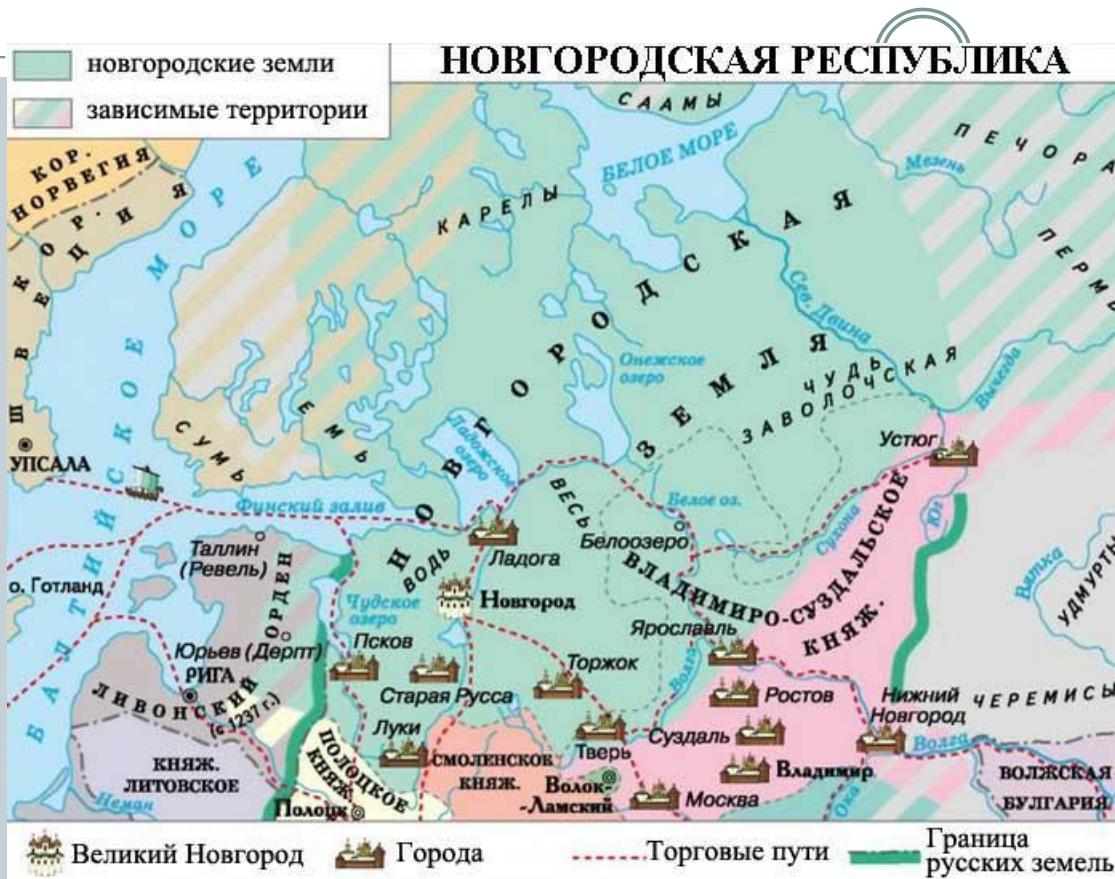 НОВГОРОДСКАЯ РЕСПУБЛИКА
новгородские земли
зависимые территории
КОР. НОРВЕГИЯ
КОР. ШВЕЦИЯ
БАЛТИЙСКОЕ МОРЕ
СААМЫ
БЕЛОЕ МОРЕ
ПЕЧОРА
Мезень
КАРЕЛЫ
ПЕРМЬ
НОВГОРОДСКАЯ ЗЕМЛЯ
Сев. Двина
Онежское
озеро
ЧУДЬ
ЗАВОЛОЧСКАЯ
Вычегда
СУМЬ
ЕМЬ
Ладожское
озеро
Устюг
УПСАЛА
Финский залив
ВЕСЬ
Белое оз.
Белоозеро
Сухона
Юг
Таллин
(Ревель)
ВОДЬ
Ладога
о. Готланд
Новгород
ВЛАДИМИРО-СУЗДАЛЬСКОЕ
КНЯЖ.
Вятка
УДМУРТЫ
Чудское
озеро
Юрьев (Дерпт)
Псков
Ярославль
РИГА
Старая Русса
Торжок
Волга
Ростов
Нижний
Новгород
ЧЕРЕМИСЫ
ЛИВОНСКИЙ ОРДЕН
(с 1237 г.)
Луки
Тверь
Суздаль
Волга
КНЯЖ.
ЛИТОВСКОЕ
ПОЛОЦКОЕ
КНЯЖ.
СМОЛЕНСКОЕ
КНЯЖ.
Волок-
-Ламский
Владимир
ВОЛЖСКАЯ
БУЛГАРИЯ
Неман
Полоцк
Москва
Ока
Великий Новгород
Города
Торговые пути
Граница
русских земель